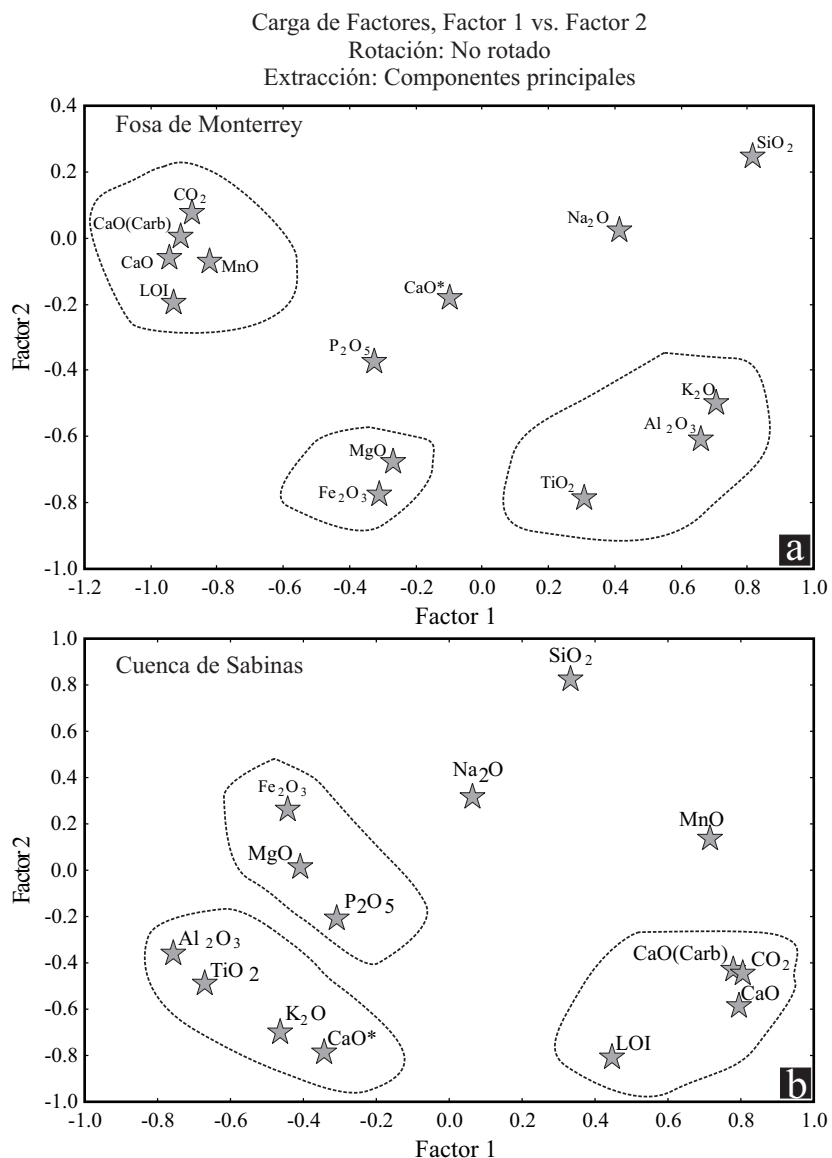 Carga de Factores, Factor 1 vs. Factor 2
Rotación: No rotado
Extracción: Componentes principales
Fosa de Monterrey
0.4
0.2
0.0
-0.2
-0.4
-0.6
-0.8
-1.0
Factor 2
SiO2
CO2
Na2O
CaO(Carb)
CaO
MnO
LOI
CaO*
P2O5
K2O
Al2O3
MgO
TiO2
Fe2O3
a
-1.2 -1.0 -0.8 -0.6 -0.4 -0.2 0.0 0.2 0.4 0.6 0.8 1.0
Factor 1
Cuenca de Sabinas
1.0
0.8
0.6
0.4
0.2
0.0
-0.2
-0.4
-0.6
-0.8
-1.0
Factor 2
SiO2
Na2O
Fe2O3
MnO
MgO
P2O5
Al2O3
TiO2
CaO(Carb)
CO2
CaO
K2O
CaO*
LOI
b
-1.0 -0.8 -0.6 -0.4 -0.2 0.0 0.2 0.4 0.6 0.8 1.0
Factor 1